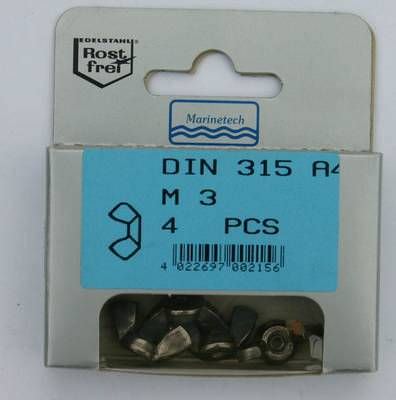 EDELSTAHL®
Rost
frei
Marinetech
DIN 315 A4
M 3
4 PCS
4 022697 002156